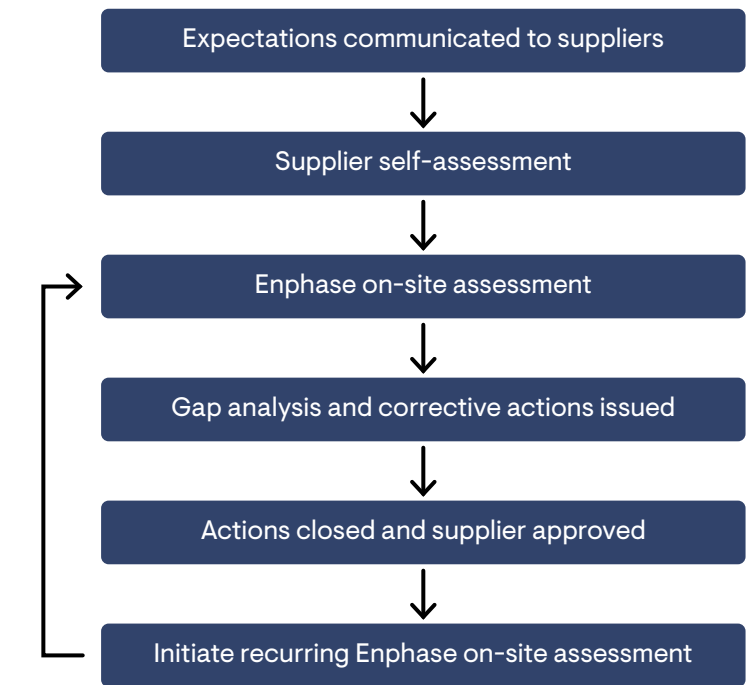 Expectations communicated to suppliers
Supplier self-assessment
Enphase on-site assessment
Gap analysis and corrective actions issued
Actions closed and supplier approved
Initiate recurring Enphase on-site assessment